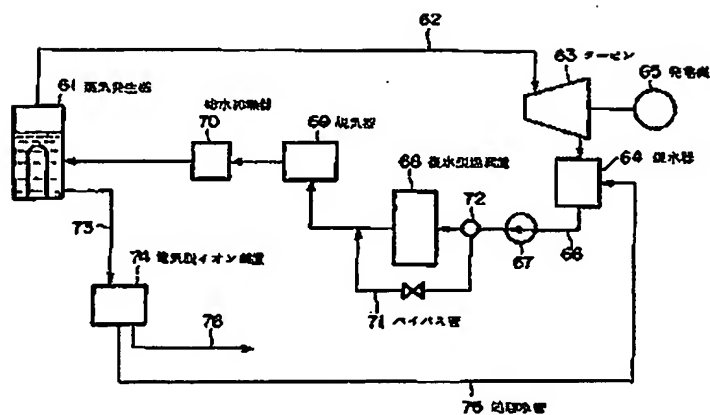 62
63 タービン
65 発電機
61 蒸気発生器
給水加熱器
70
69 脱気器
68 復水脱塩装置
72
64 復水器
73
67
66
74 電気脱イオン装置
71 バイパス管
76
75 処理水管